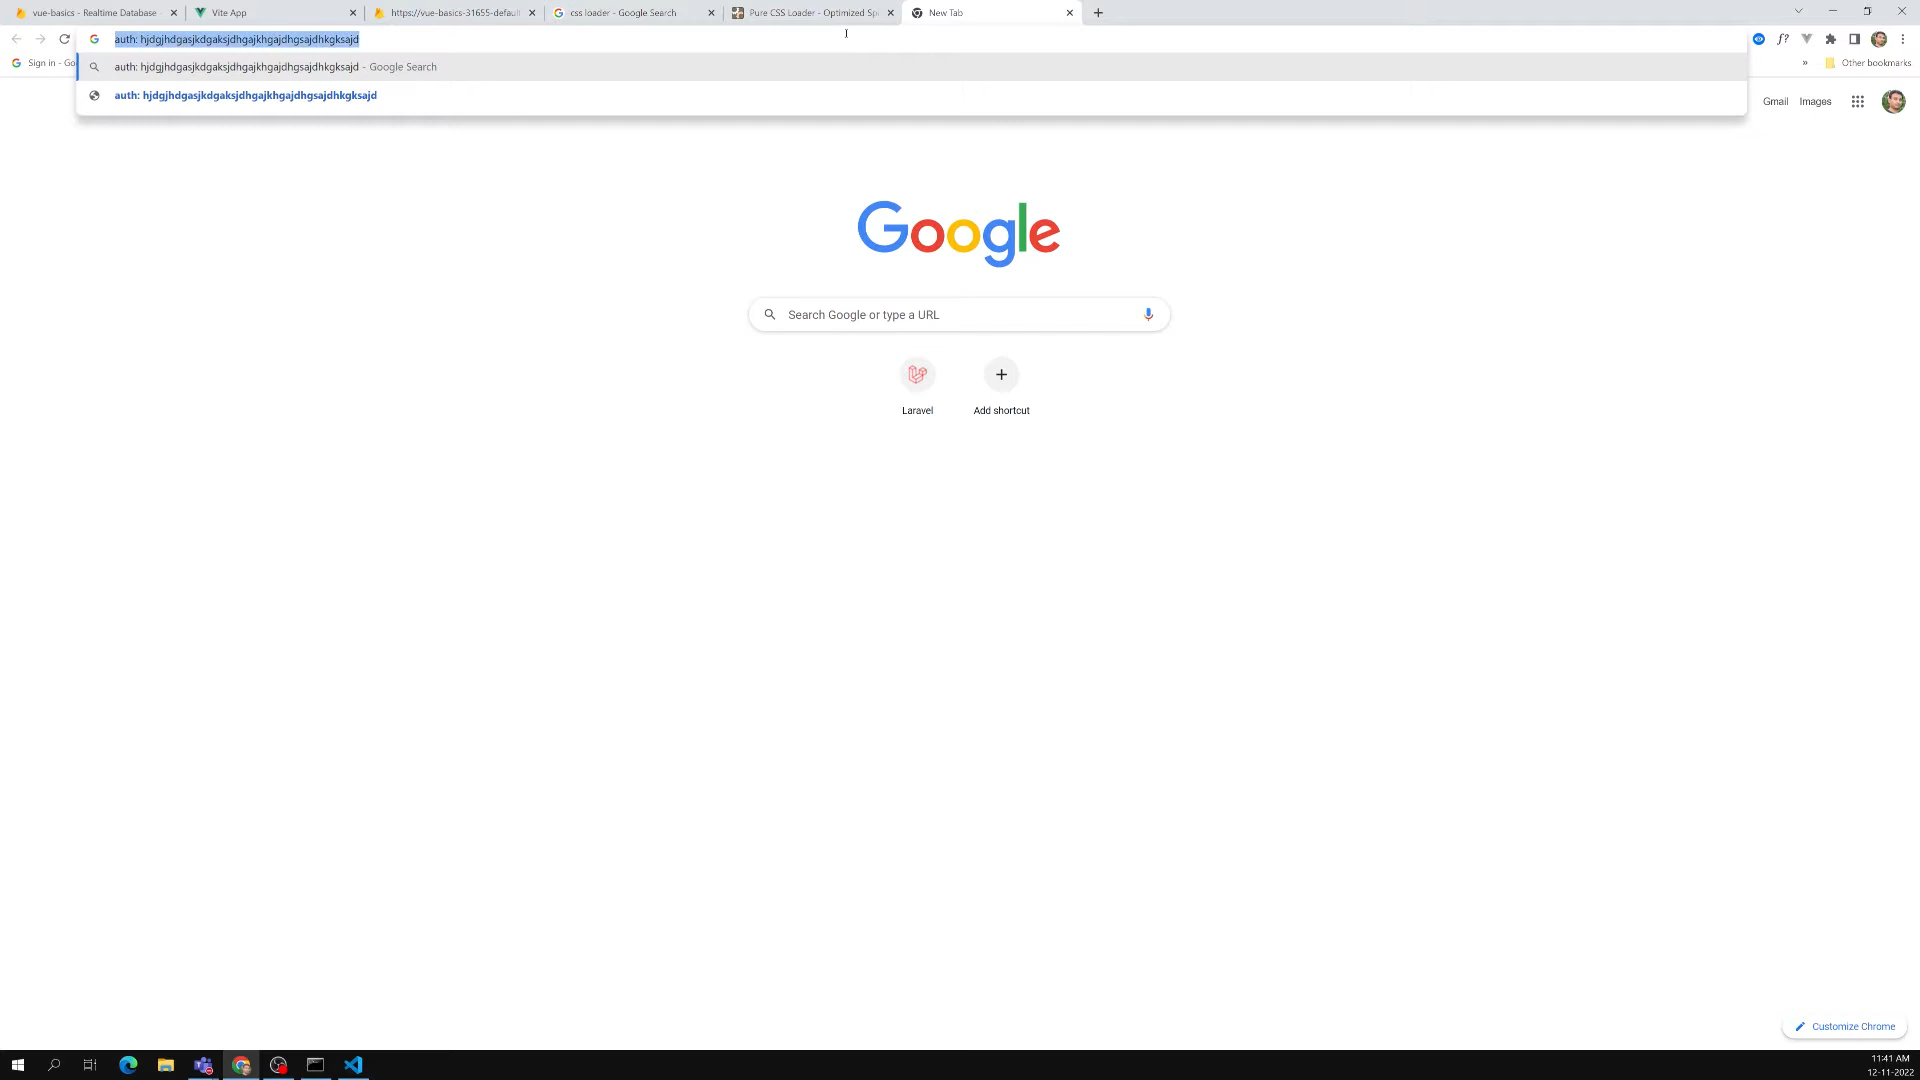 vue-basics - Realtime Database
Vite App
https://vue-basics-31655-default
css loader - Google Search
Pure CSS Loader - Optimized Sp
New Tab
auth: hjdgjhdgasjkdgaksjdhgajkhgajdhgsajdhkgksajd
Sign in - Go
auth: hjdgjhdgasjkdgaksjdhgajkhgajdhgsajdhkgksajd - Google Search
» Other bookmarks
auth: hjdgjhdgasjkdgaksjdhgajkhgajdhgsajdhkgksajd
Gmail Images
Google
Search Google or type a URL
Laravel
Add shortcut
Customize Chrome
11:41 AM
12-11-2022